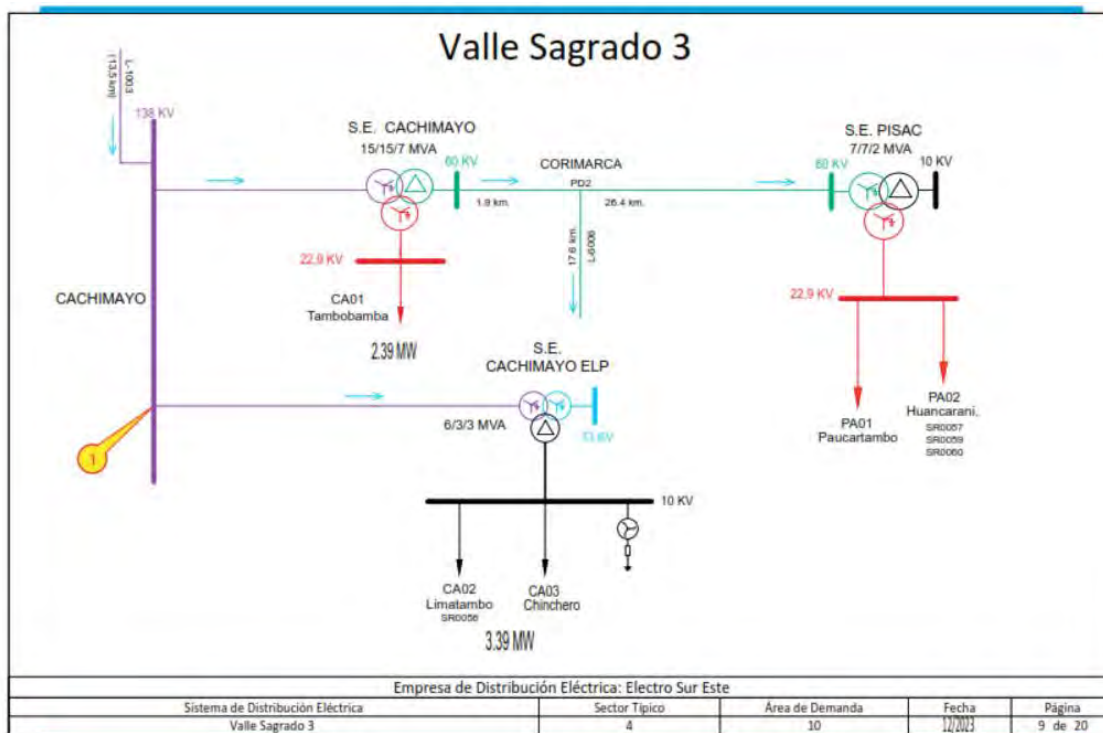 Valle Sagrado 3
L-1003
(13.5 km)
138 KV
S.E. CACHIMAYO
15/15/7 MVA
60 KV
CORIMARCA
PD2
1.9 km.
26.4 km.
17.6 km.
L-6006
S.E. PISAC
7/7/2 MVA
60 KV
10 KV
22,9 KV
CA01
Tambobamba
2.39 MW
22,9 KV
CACHIMAYO
S.E.
CACHIMAYO ELP
6/3/3 MVA
1
PA01
Paucartambo
PA02
Huancarani.
SR0057
SR0059
SR0060
10 KV
CA02
Limatambo
SR0056
CA03
Chinchero
3.39 MW
Empresa de Distribución Eléctrica: Electro Sur Este
Sistema de Distribución Eléctrica Sector Típico Área de Demanda Fecha Página
Valle Sagrado 3 4 10 12/2023 9 de 20